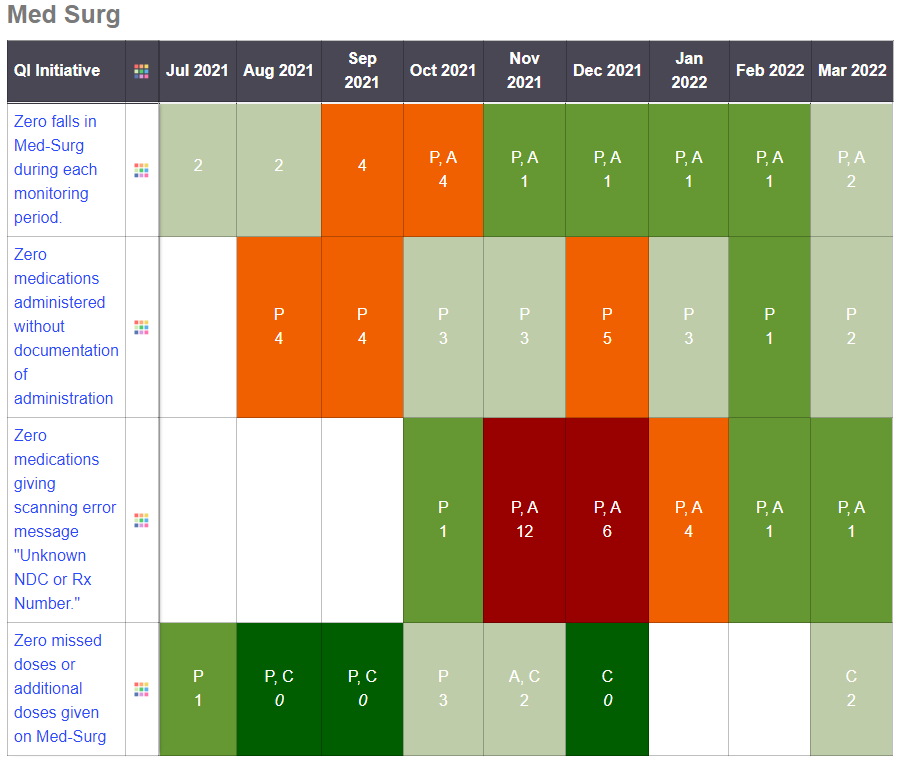 Med Surg
QI Initiative Jul 2021 Aug 2021 Sep 2021 Oct 2021 Nov 2021 Dec 2021 Jan 2022 Feb 2022 Mar 2022
Zero falls in
Med-Surg
during each
monitoring
period.
2 2 4 P, A 4 P, A 1 P, A 1 P, A 1 P, A 1 P, A 2
Zero
medications
administered
without
documentation
of
administration
P 4 P 4 P 3 P 3 P 5 P 3 P 1 P 2
Zero
medications
giving
scanning error
message
"Unknown
NDC or Rx
Number."
P 1 P, A 12 P, A 6 P, A 4 P, A 1 P, A 1
Zero missed
doses or
additional
doses given
on Med-Surg
P 1 P, C 0 P, C 0 P 3 A, C 2 C 0 C 2